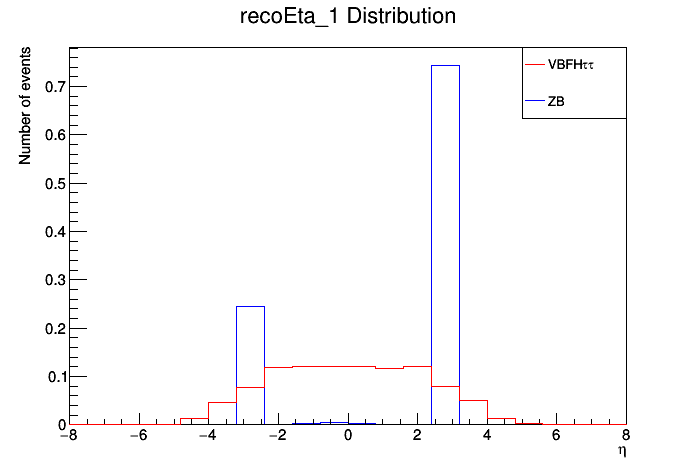 recoEta_1 Distribution
Number of events
VBFHττ
ZB
0.7
0.6
0.5
0.4
0.3
0.2
0.1
0
−8 −6 −4 −2 0 2 4 6 8
η